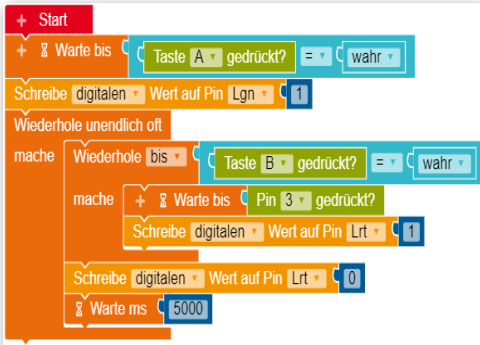 + Start
+ Warte bis Taste A gedrückt? = wahr
Schreibe digitalen Wert auf Pin Lgn 1
Wiederhole unendlich oft
mache Wiederhole bis Taste B gedrückt? = wahr
mache + Warte bis Pin 3 gedrückt?
Schreibe digitalen Wert auf Pin Lrt 1
Schreibe digitalen Wert auf Pin Lrt 0
Warte ms 5000